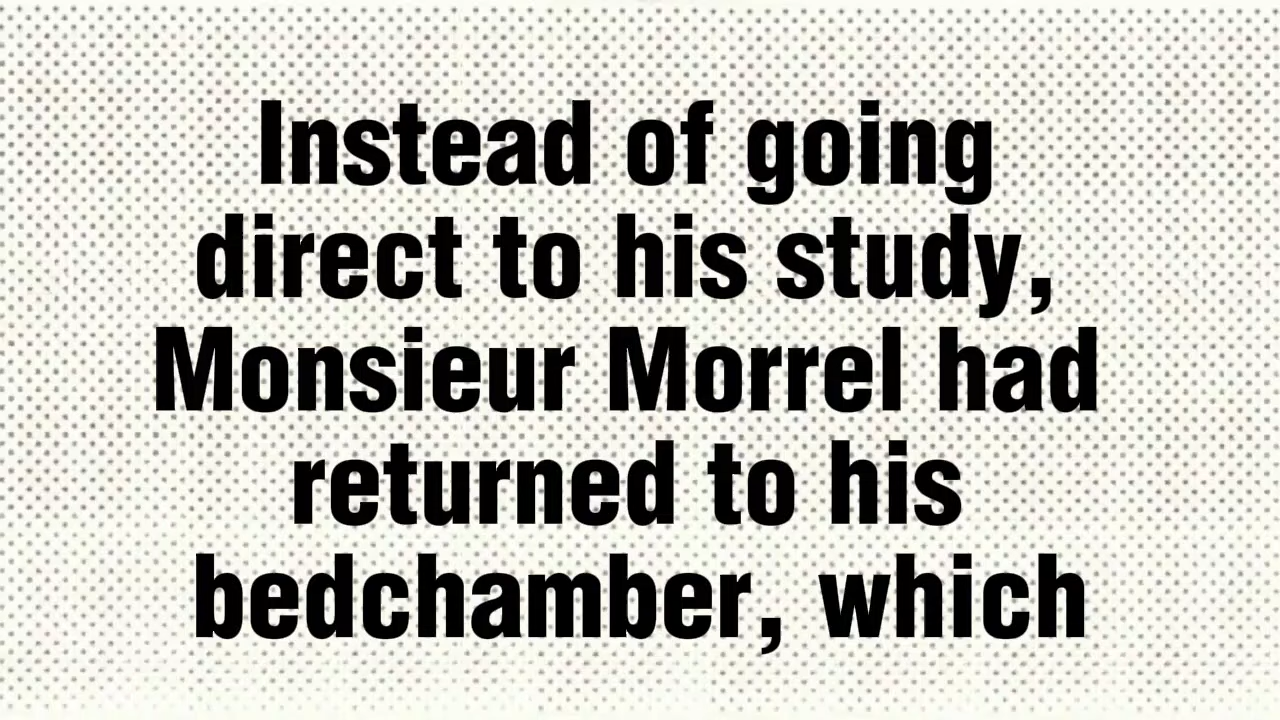 Instead of going
direct to his study,
Monsieur Morrel had
returned to his
bedchamber, which